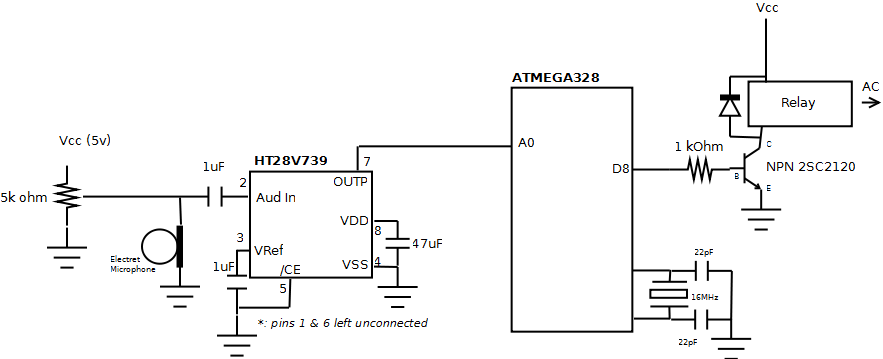 Vcc
ATMEGA328
AC
Relay
Vcc (5v)
A0
1 kOhm
C
1uF
HT28V739
7
D8
NPN 2SC2120
B
E
5k ohm
2
OUTP
Aud In
VDD
8
3
VRef
47uF
Electret
Microphone
1uF
/CE
VSS
4
5
22pF
16MHz
*: pins 1 & 6 left unconnected
22pF